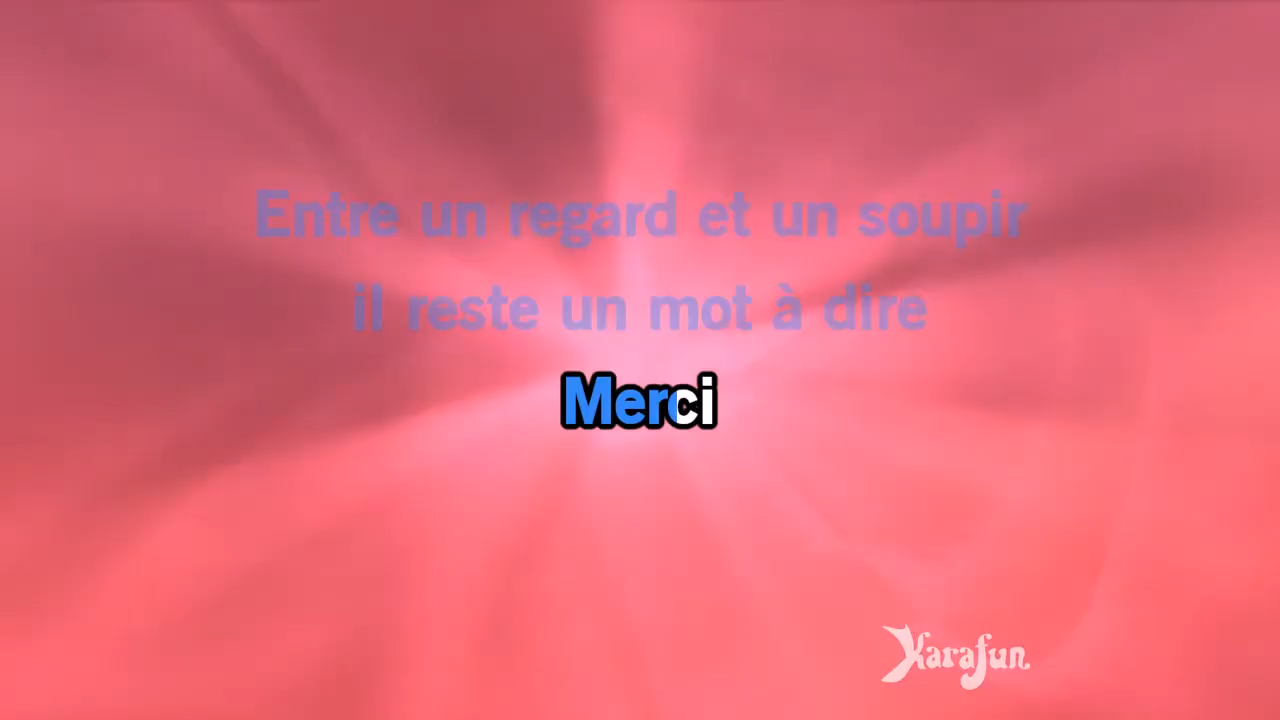 Entre un regard et un soupir
il reste un mot à dire
Merci
Karafun